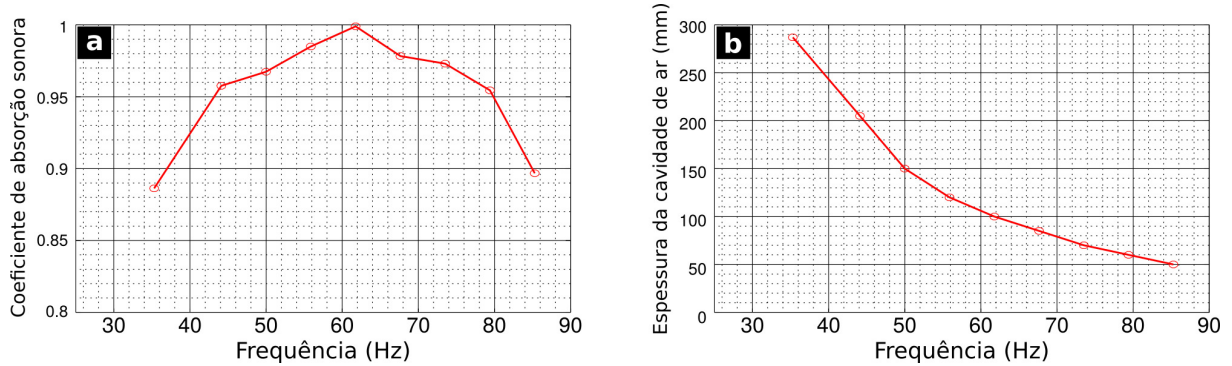 a
Coeficiente de absorção sonora
1
0.95
0.9
0.85
0.8
30 40 50 60 70 80 90
Frequência (Hz)
b
Espessura da cavidade de ar (mm)
300
250
200
150
100
50
0
30 40 50 60 70 80 90
Frequência (Hz)